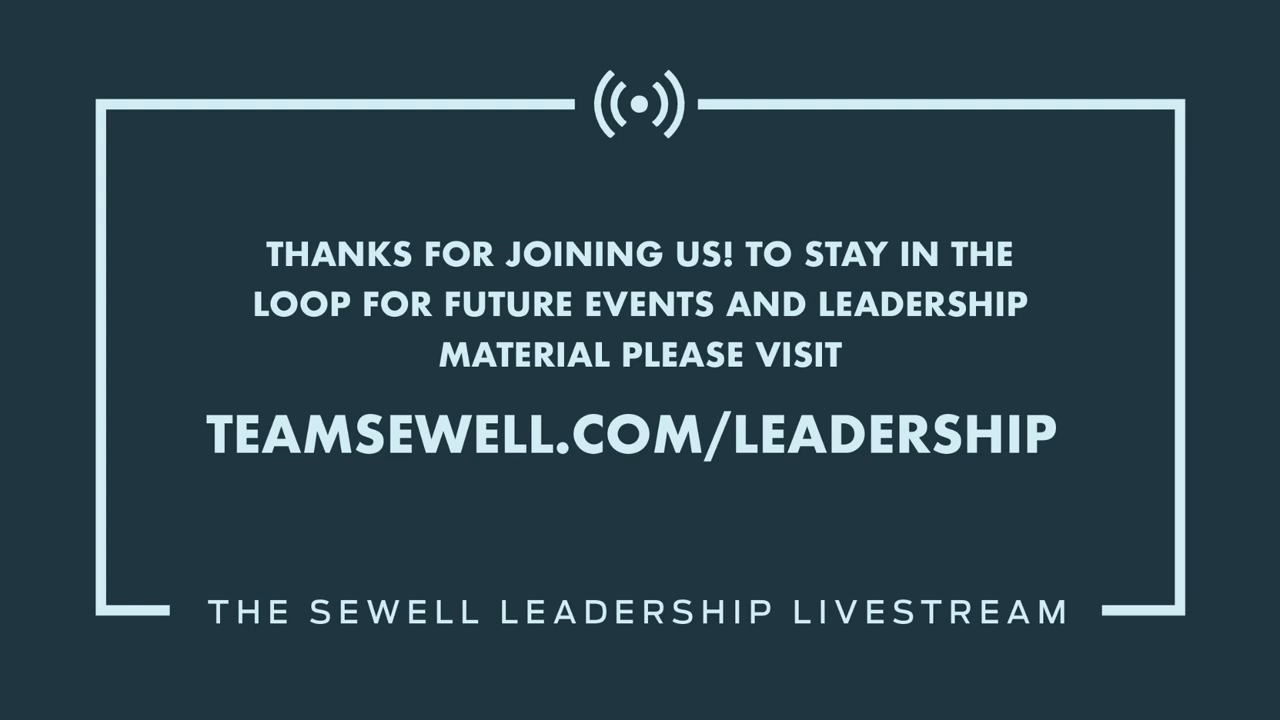 THANKS FOR JOINING US! TO STAY IN THE
LOOP FOR FUTURE EVENTS AND LEADERSHIP
MATERIAL PLEASE VISIT
TEAMSEWELL.COM/LEADERSHIP
THE SEWELL LEADERSHIP LIVESTREAM